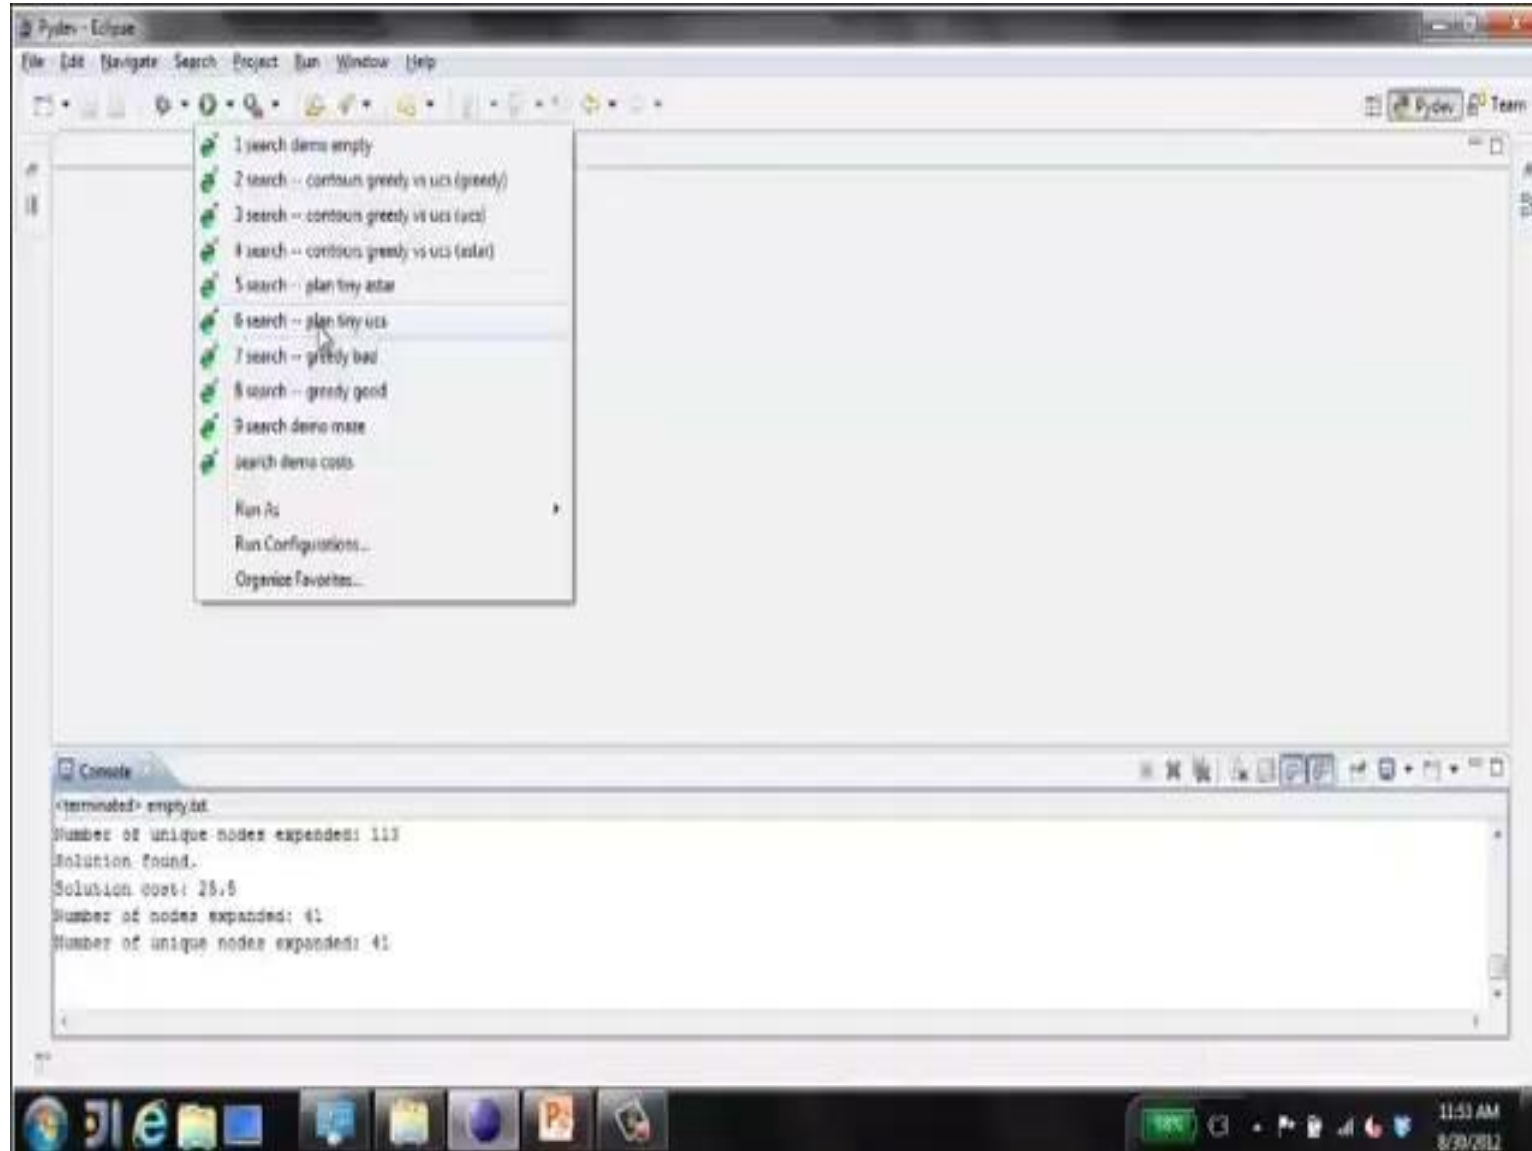 Pydev - Eclipse
File Edit Navigate Search Project Run Window Help
Pydev Team
1 search demo empty
2 search -- contours greedy vs ucs (greedy)
3 search -- contours greedy vs ucs (ucs)
4 search -- contours greedy vs ucs (astar)
5 search -- plan tiny astar
6 search -- plan tiny ucs
7 search -- greedy bad
8 search -- greedy good
9 search demo maze
search demo costs
Run As
Run Configurations...
Organize Favorites...
Console
<terminated> empty.txt
Number of unique nodes expanded: 113
Solution found.
Solution cost: 25.5
Number of nodes expanded: 41
Number of unique nodes expanded: 41
98%
11:53 AM
8/30/2012